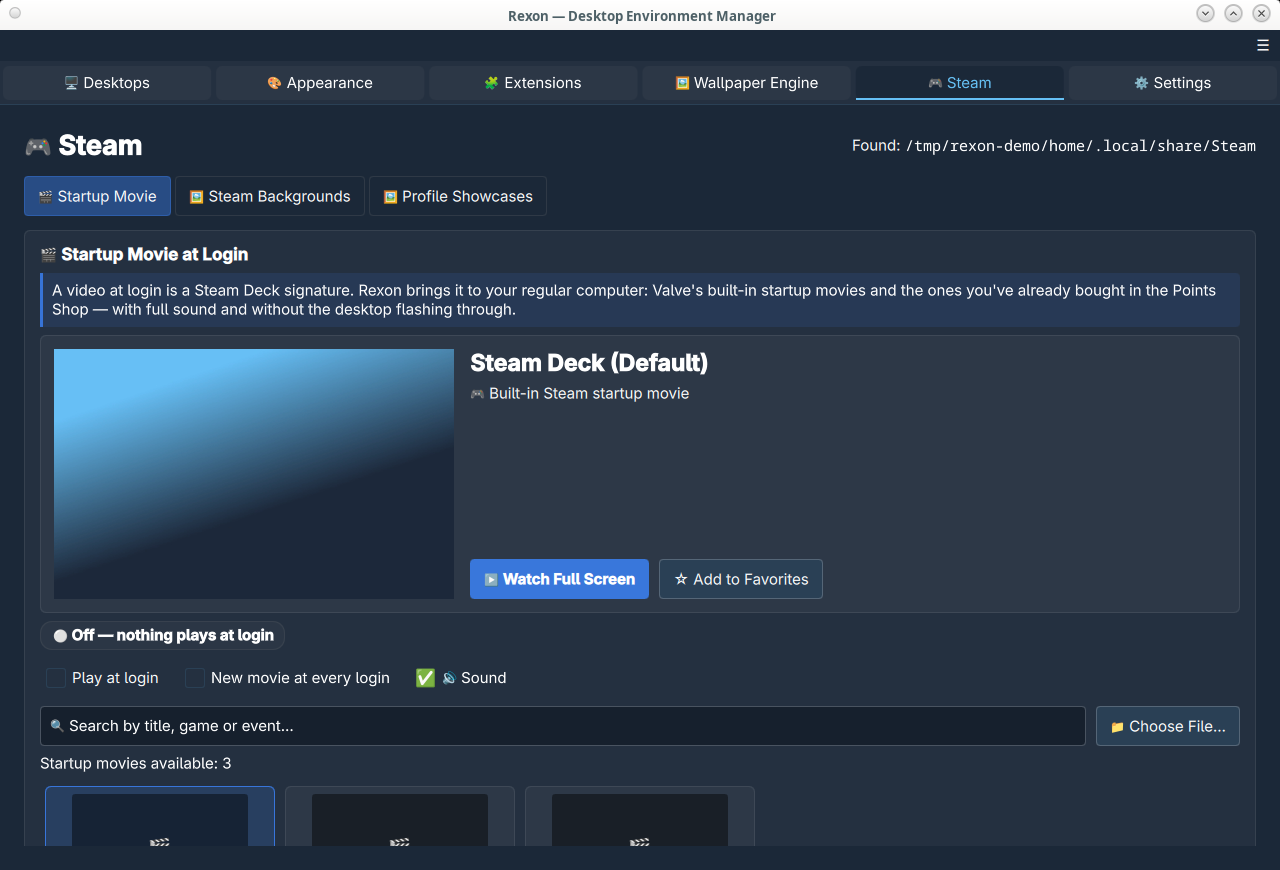 Rexon — Desktop Environment Manager
Desktops
Appearance
Extensions
Wallpaper Engine
Steam
Settings
Steam
Found: /tmp/rexon-demo/home/.local/share/Steam
Startup Movie
Steam Backgrounds
Profile Showcases
Startup Movie at Login
A video at login is a Steam Deck signature. Rexon brings it to your regular computer: Valve's built-in startup movies and the ones you've already bought in the Points
Shop — with full sound and without the desktop flashing through.
Steam Deck (Default)
Built-in Steam startup movie
Watch Full Screen
Add to Favorites
Off — nothing plays at login
Play at login
New movie at every login
Sound
Search by title, game or event...
Choose File...
Startup movies available: 3